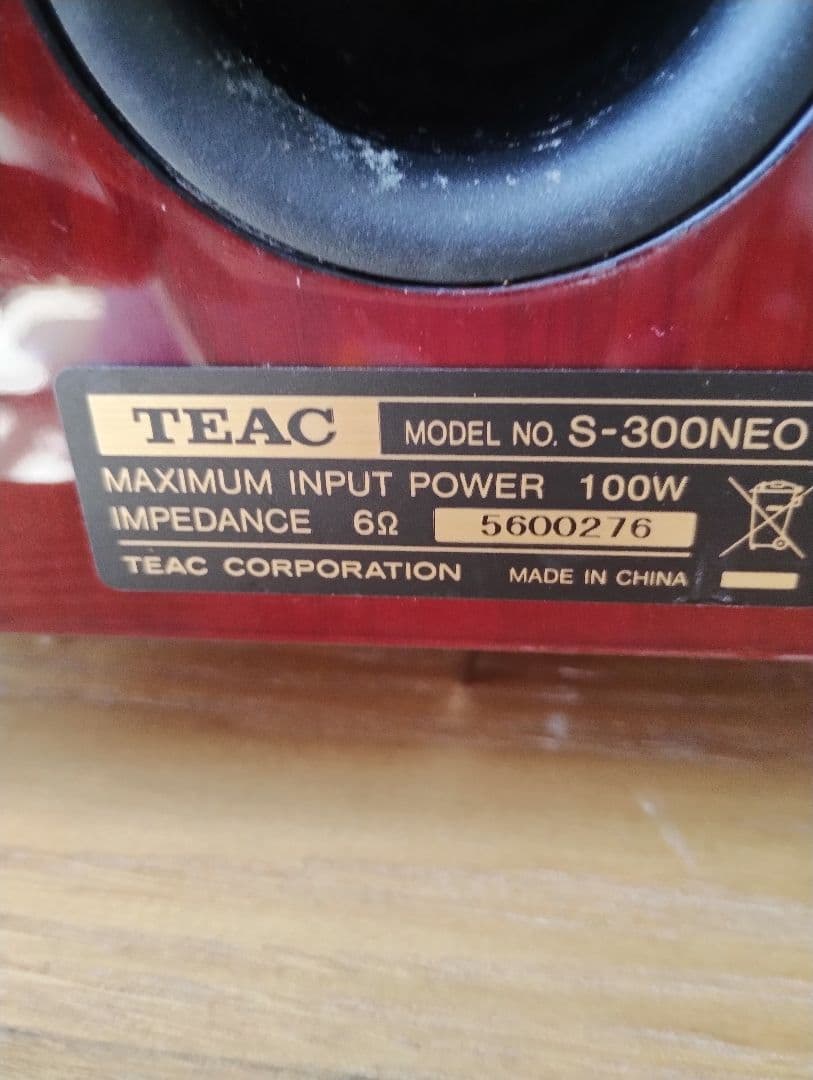 TEAC MODEL NO. S-300NEO
MAXIMUM INPUT POWER 100W
IMPEDANCE 6Ω 5600276
TEAC CORPORATION MADE IN CHINA